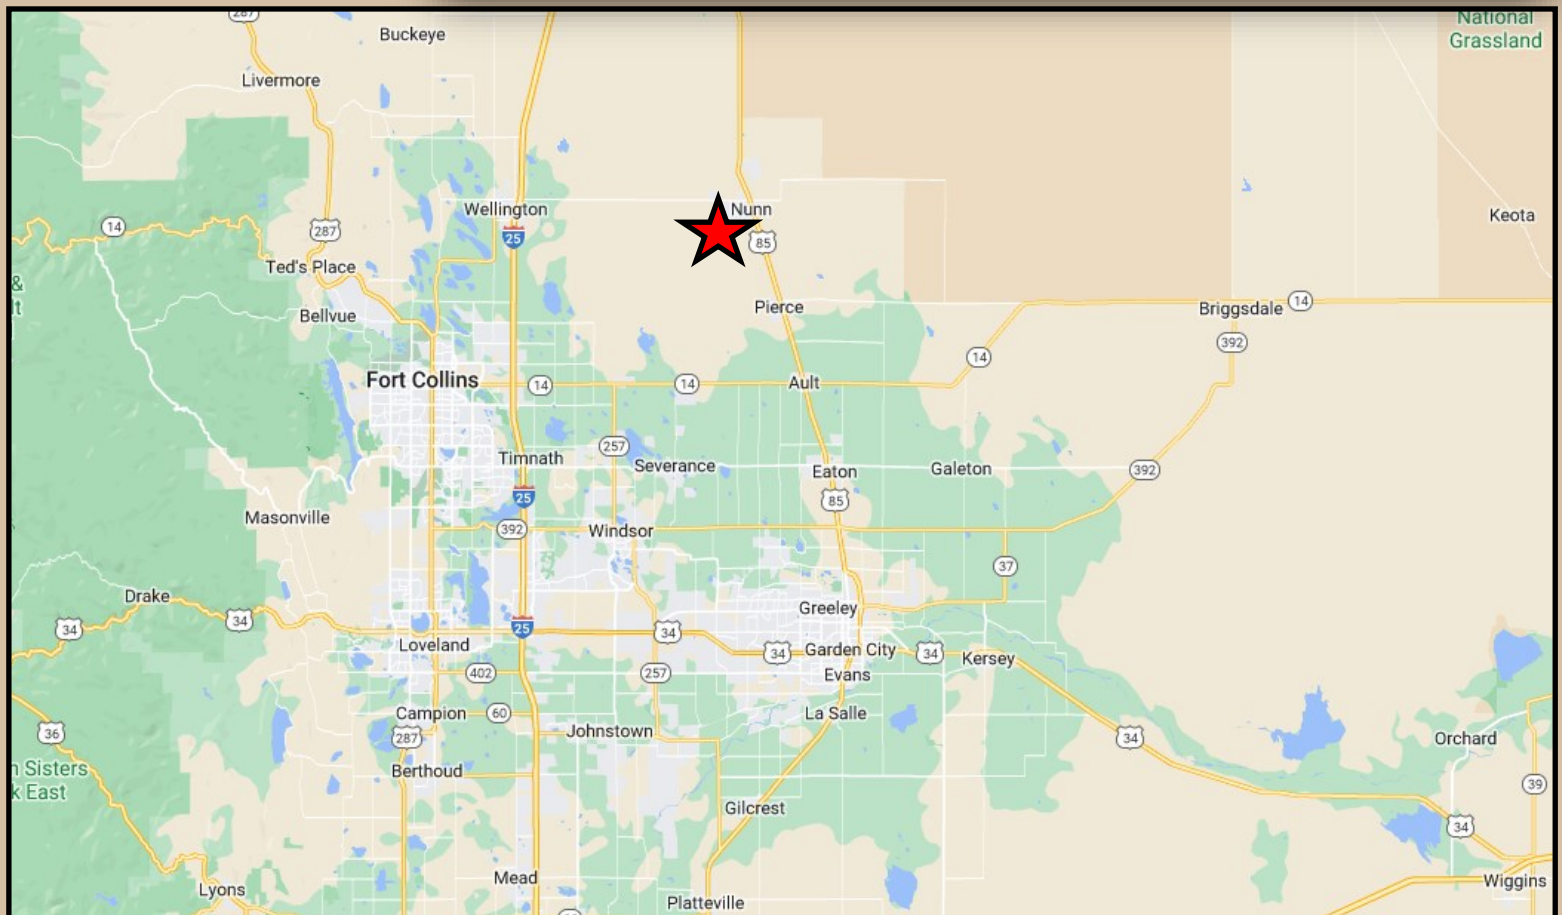 287
National
Grassland
Buckeye
Livermore
Wellington
Nunn
14
287
25
85
Keota
Ted's Place
&
lt
Bellvue
Pierce
Briggsdale
14
392
14
Fort Collins
14
14
Ault
257
Timnath
Severance
Eaton
Galeton
392
25
85
Masonville
392
Windsor
37
Drake
34
34
25
34
Greeley
Loveland
34
Garden City
34
Kersey
402
257
Evans
Campion
60
La Salle
36
287
Johnstown
34
Orchard
n Sisters
k East
Berthoud
39
Gilcrest
34
Mead
Wiggins
Lyons
Platteville